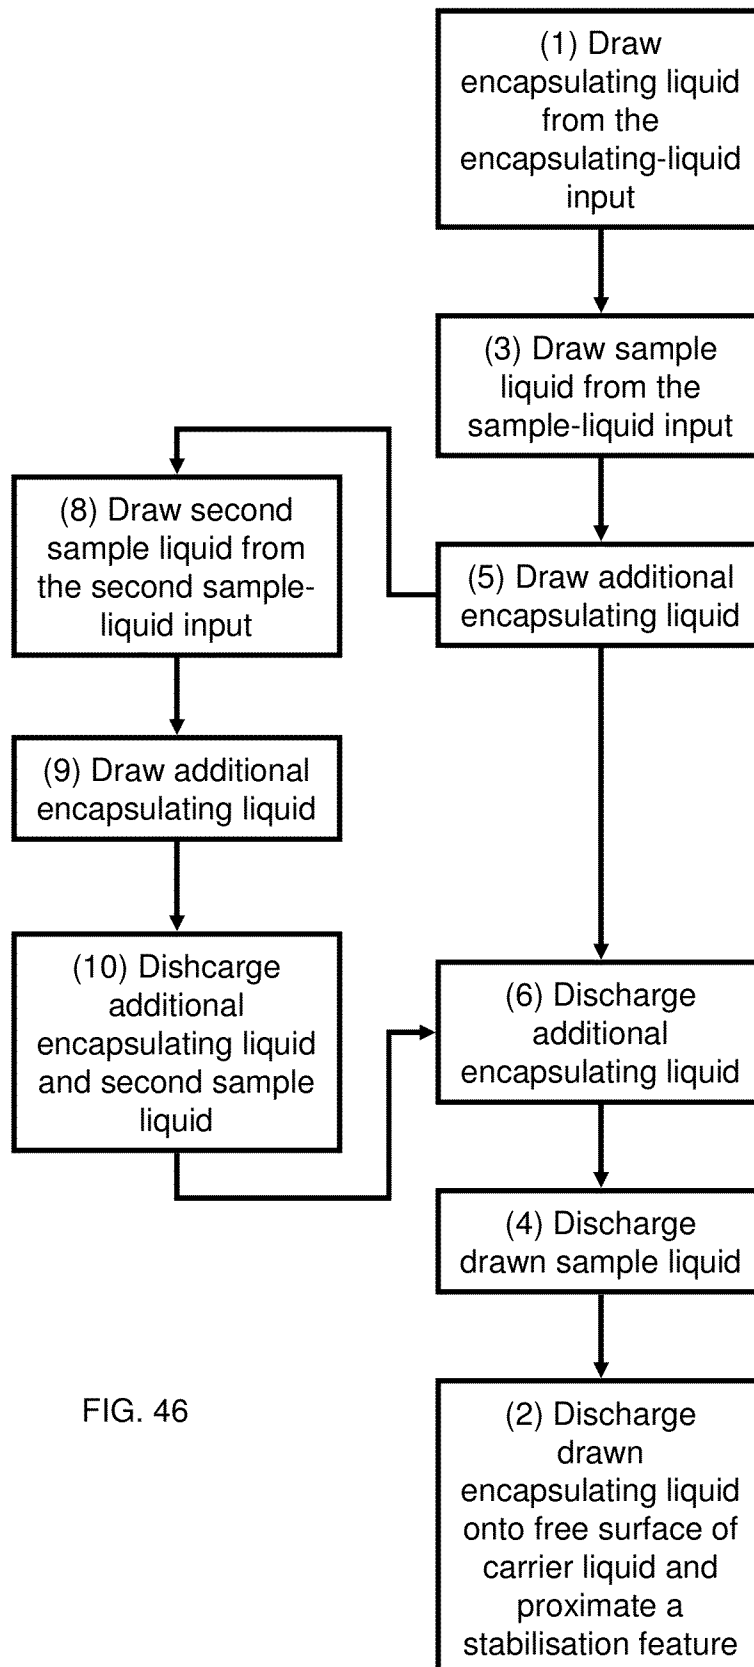 (1) Draw
encapsulating liquid
from the
encapsulating-liquid
input
(3) Draw sample
liquid from the
sample-liquid input
(5) Draw additional
encapsulating liquid
(8) Draw second
sample liquid from
the second sample-
liquid input
(9) Draw additional
encapsulating liquid
(10) Dishcarge
additional
encapsulating liquid
and second sample
liquid
(6) Discharge
additional
encapsulating liquid
(4) Discharge
drawn sample liquid
(2) Discharge
drawn
encapsulating liquid
onto free surface of
carrier liquid and
proximate a
stabilisation feature
FIG. 46